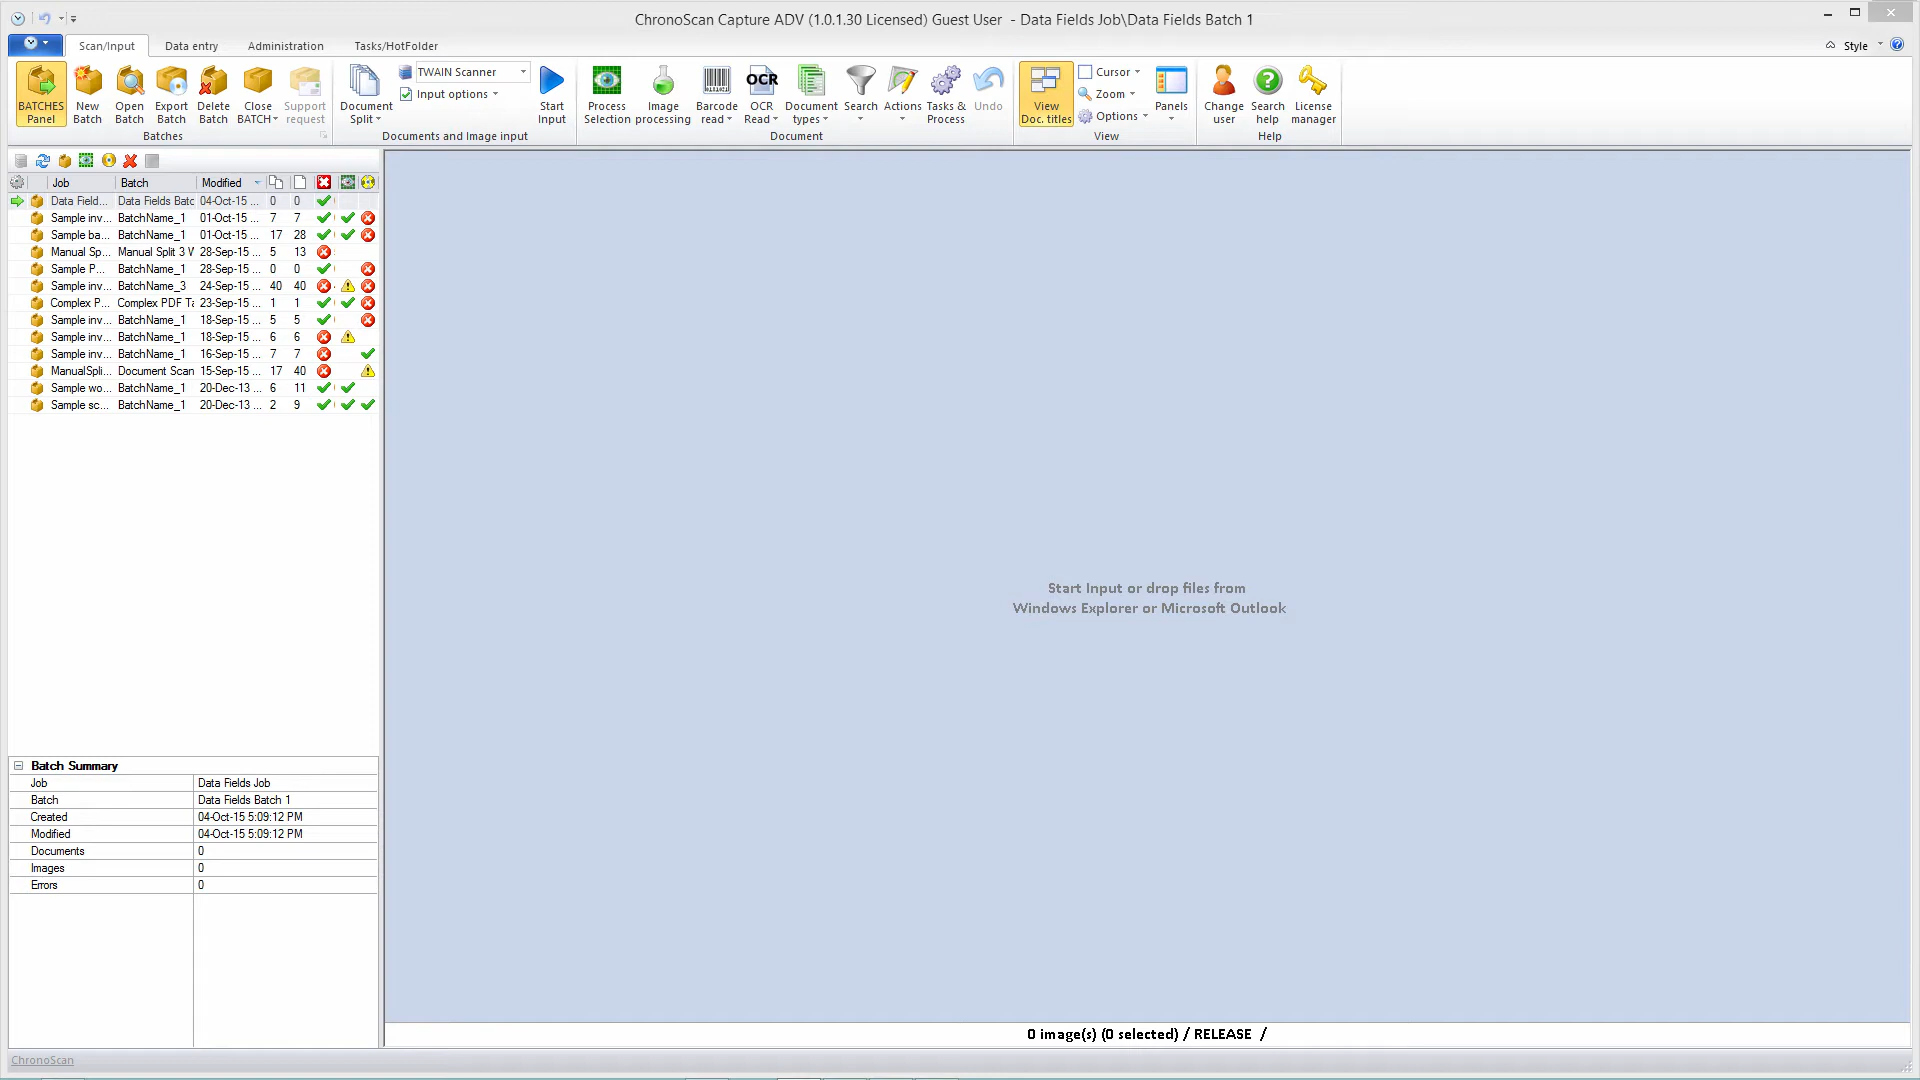 ChronoScan Capture ADV (1.0.1.30 Licensed) Guest User - Data Fields Job\Data Fields Batch 1
Scan/Input Data entry Administration Tasks/HotFolder Style
BATCHES Panel
New Batch
Open Batch
Export Batch
Delete Batch
Close BATCH
Support request
Batches
Document Split
TWAIN Scanner
Input options
Start Input
Documents and Image input
Process Selection
Image processing
Barcode read
OCR
OCR Read
Document types
Search
Actions
Tasks & Process
Undo
Document
View Doc. titles
Cursor
Zoom
Options
Panels
View
Change user
Search help
License manager
Help
Job Batch Modified
Data Field... Data Fields Batc 04-Oct-15 ... 0 0
Sample inv... BatchName_1 01-Oct-15 ... 7 7
Sample ba... BatchName_1 01-Oct-15 ... 17 28
Manual Sp... Manual Split 3 W 28-Sep-15 ... 5 13
Sample P... BatchName_1 28-Sep-15 ... 0 0
Sample inv... BatchName_3 24-Sep-15 ... 40 40
Complex P... Complex PDF Ta 23-Sep-15 ... 1 1
Sample inv... BatchName_1 18-Sep-15 ... 5 5
Sample inv... BatchName_1 18-Sep-15 ... 6 6
Sample inv... BatchName_1 16-Sep-15 ... 7 7
ManualSpli... Document Scan 15-Sep-15 ... 17 40
Sample wo... BatchName_1 20-Dec-13 ... 6 11
Sample sc... BatchName_1 20-Dec-13 ... 2 9
Start Input or drop files from
Windows Explorer or Microsoft Outlook
Batch Summary
Job Data Fields Job
Batch Data Fields Batch 1
Created 04-Oct-15 5:09:12 PM
Modified 04-Oct-15 5:09:12 PM
Documents 0
Images 0
Errors 0
0 image(s) (0 selected) / RELEASE /
ChronoScan